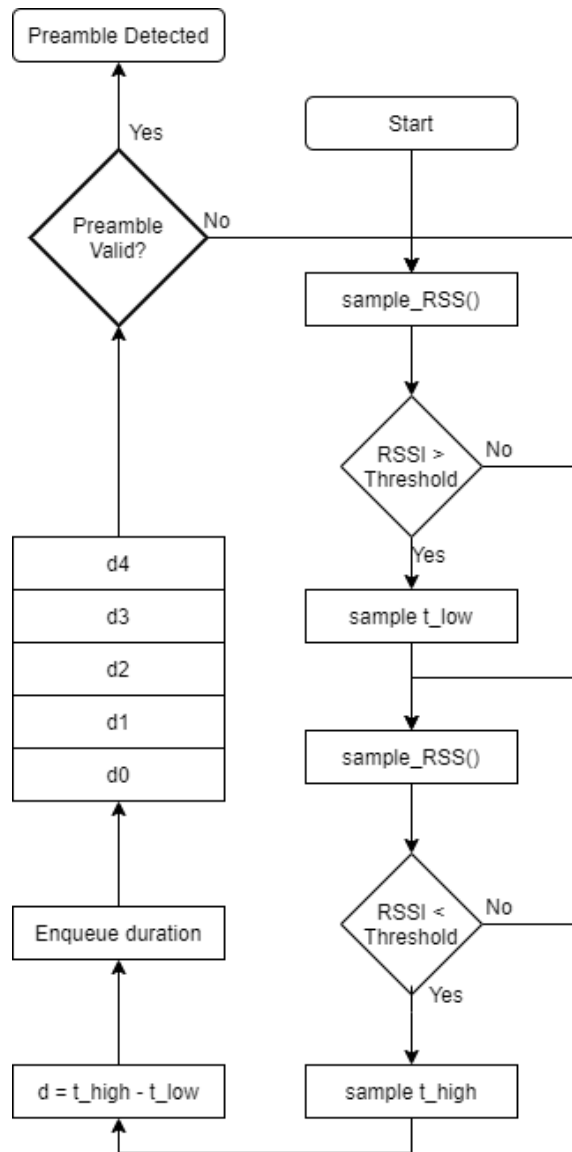 Preamble Detected
Yes
Start
Preamble
Valid?
No
sample_RSS()
RSSI >
Threshold
No
Yes
d4
sample t_low
d3
d2
d1
sample_RSS()
d0
RSSI <
Threshold
No
Enqueue duration
Yes
d = t_high - t_low
sample t_high